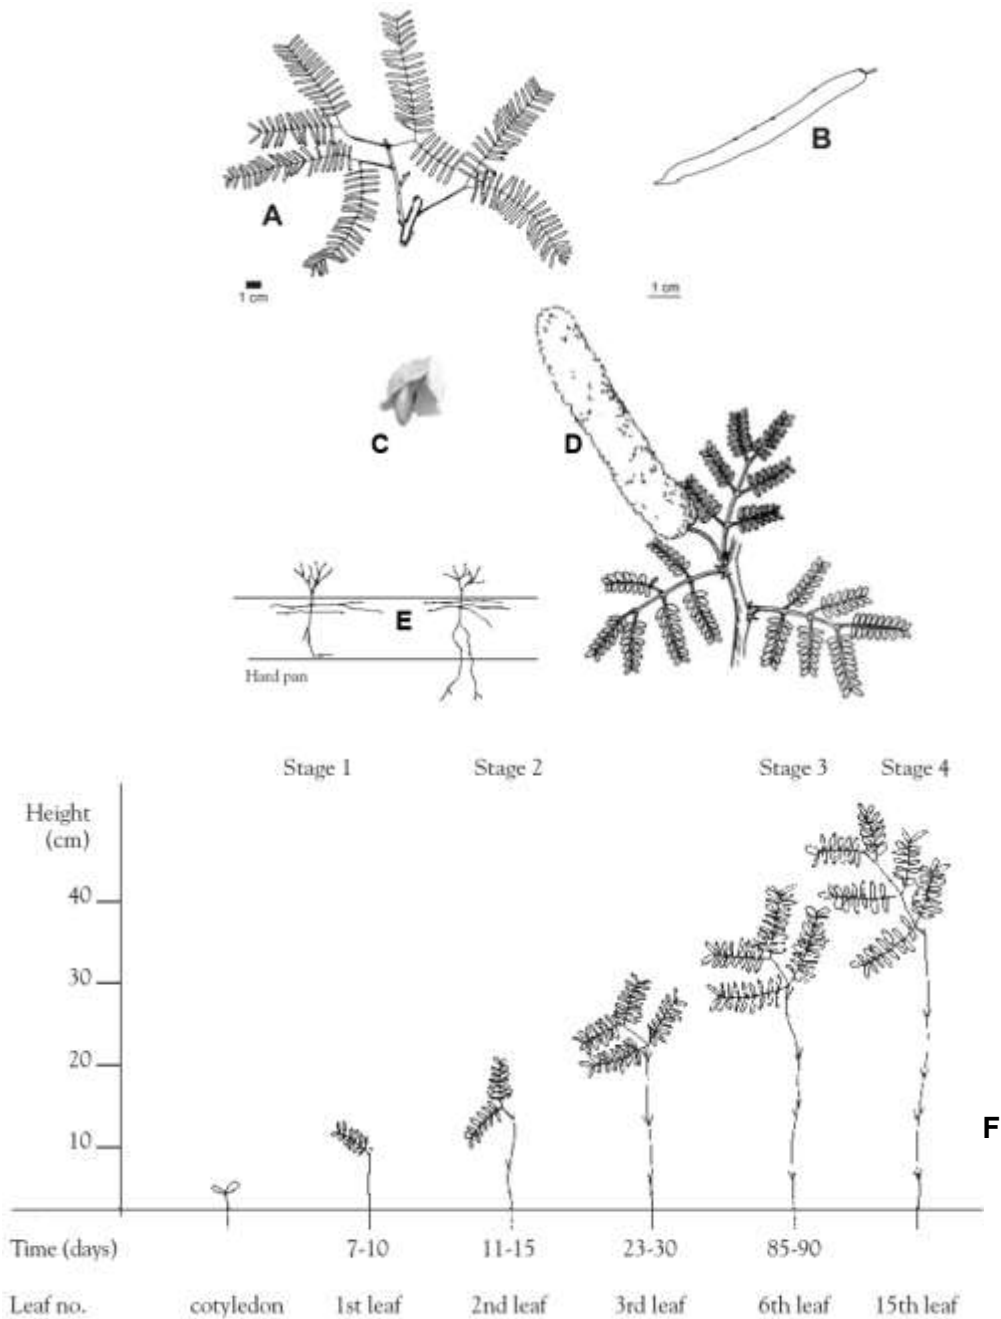 A
B
1 cm
1 cm
C
D
E
Hard pan
Stage 1 Stage 2 Stage 3 Stage 4
Height
(cm)
40
30
20
10
F
Time (days) 7-10 11-15 23-30 85-90
Leaf no. cotyledon 1st leaf 2nd leaf 3rd leaf 6th leaf 15th leaf